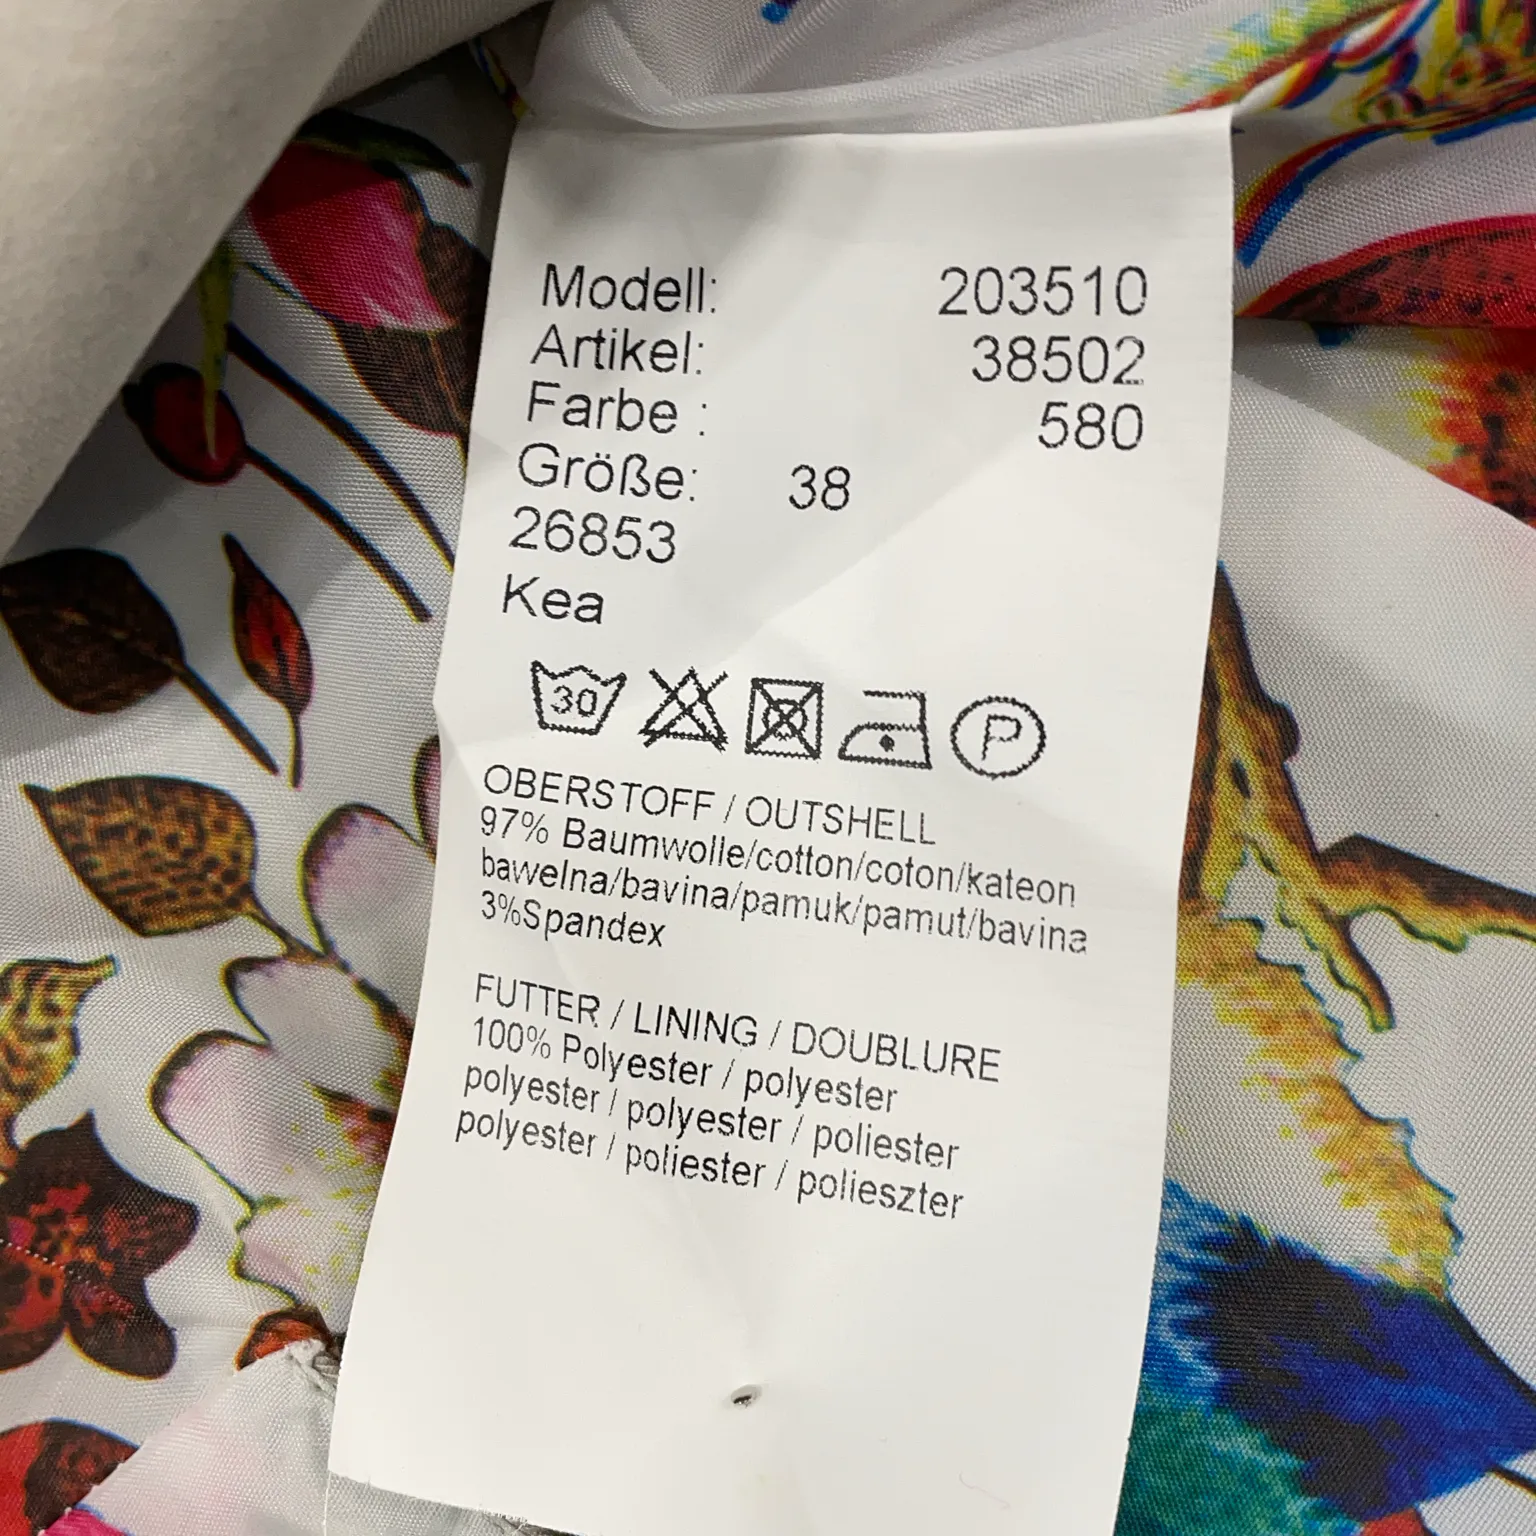 Modell: 203510
Artikel: 38502
Farbe : 580
Größe: 38
26853
Kea
30 P
OBERSTOFF / OUTSHELL
97% Baumwolle/cotton/coton/kateon
bawelna/bavina/pamuk/pamut/bavina
3%Spandex
FUTTER / LINING / DOUBLURE
100% Polyester / polyester
polyester / polyester / poliester
polyester / poliester / polieszter